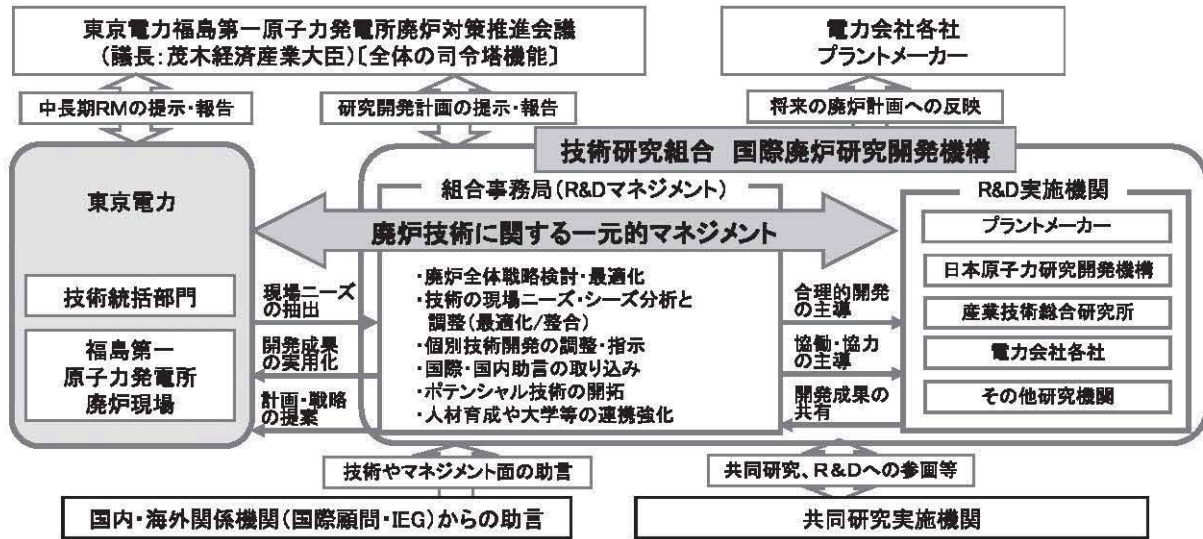 東京電力福島第一原子力発電所廃炉対策推進会議
(議長:茂木経済産業大臣)〔全体の司令塔機能〕
電力会社各社
プラントメーカー
中長期RMの提示・報告
研究開発計画の提示・報告
将来の廃炉計画への反映
技術研究組合 国際廃炉研究開発機構
東京電力
組合事務局(R&Dマネジメント)
R&D実施機関
廃炉技術に関する一元的マネジメント
技術統括部門
福島第一
原子力発電所
廃炉現場
現場ニーズ
の抽出
開発成果
の実用化
計画・戦略
の提案
・廃炉全体戦略検討・最適化
・技術の現場ニーズ・シーズ分析と
調整(最適化/整合)
・個別技術開発の調整・指示
・国際・国内助言の取り込み
・ポテンシャル技術の開拓
・人材育成や大学等の連携強化
合理的開発
の主導
協働・協力
の主導
開発成果の
共有
プラントメーカー
日本原子力研究開発機構
産業技術総合研究所
電力会社各社
その他研究機関
技術やマネジメント面の助言
共同研究、R&Dへの参画等
国内・海外関係機関(国際顧問・IEG)からの助言
共同研究実施機関